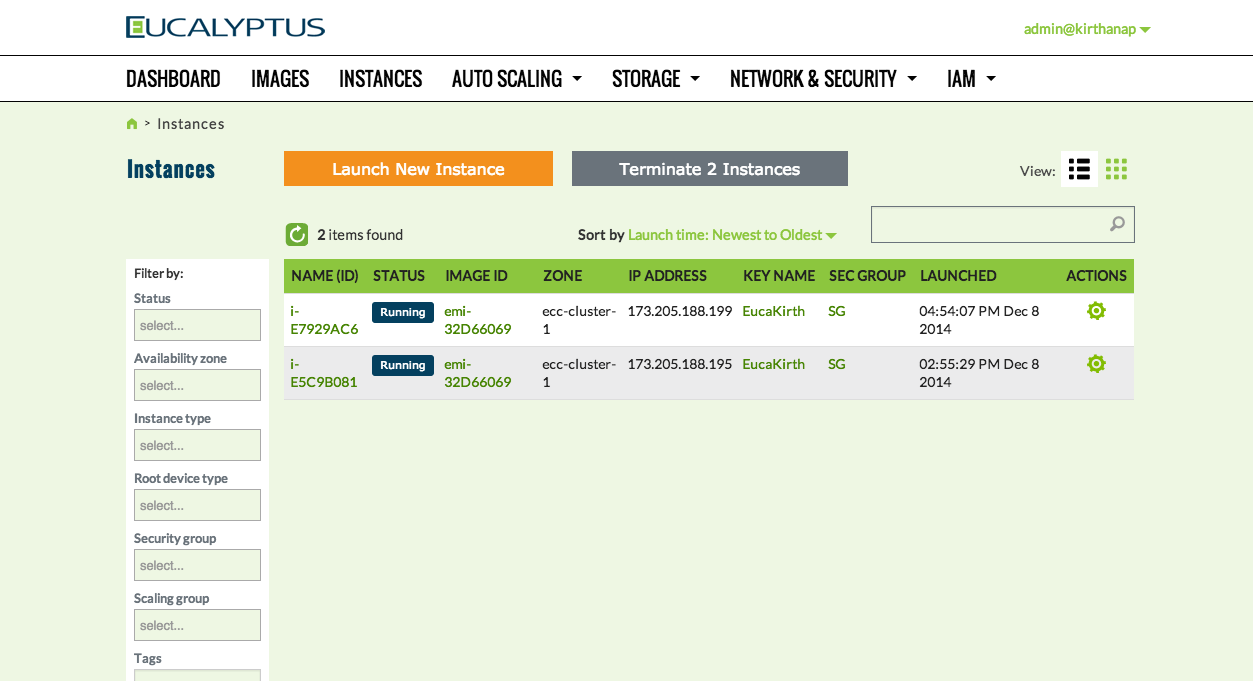 EUCALYPTUS
admin@kirthanap
DASHBOARD IMAGES INSTANCES AUTO SCALING STORAGE NETWORK & SECURITY IAM
> Instances
Instances
Launch New Instance
Terminate 2 Instances
View:
2 items found
Sort by Launch time: Newest to Oldest
Filter by:
Status
select...
Availability zone
select...
Instance type
select...
Root device type
select...
Security group
select...
Scaling group
select...
Tags
NAME (ID) STATUS IMAGE ID ZONE IP ADDRESS KEY NAME SEC GROUP LAUNCHED ACTIONS
i- Running emi- ecc-cluster- 173.205.188.199 EucaKirth SG 04:54:07 PM Dec 8
E7929AC6 32D66069 1 2014
i- Running emi- ecc-cluster- 173.205.188.195 EucaKirth SG 02:55:29 PM Dec 8
E5C9B081 32D66069 1 2014